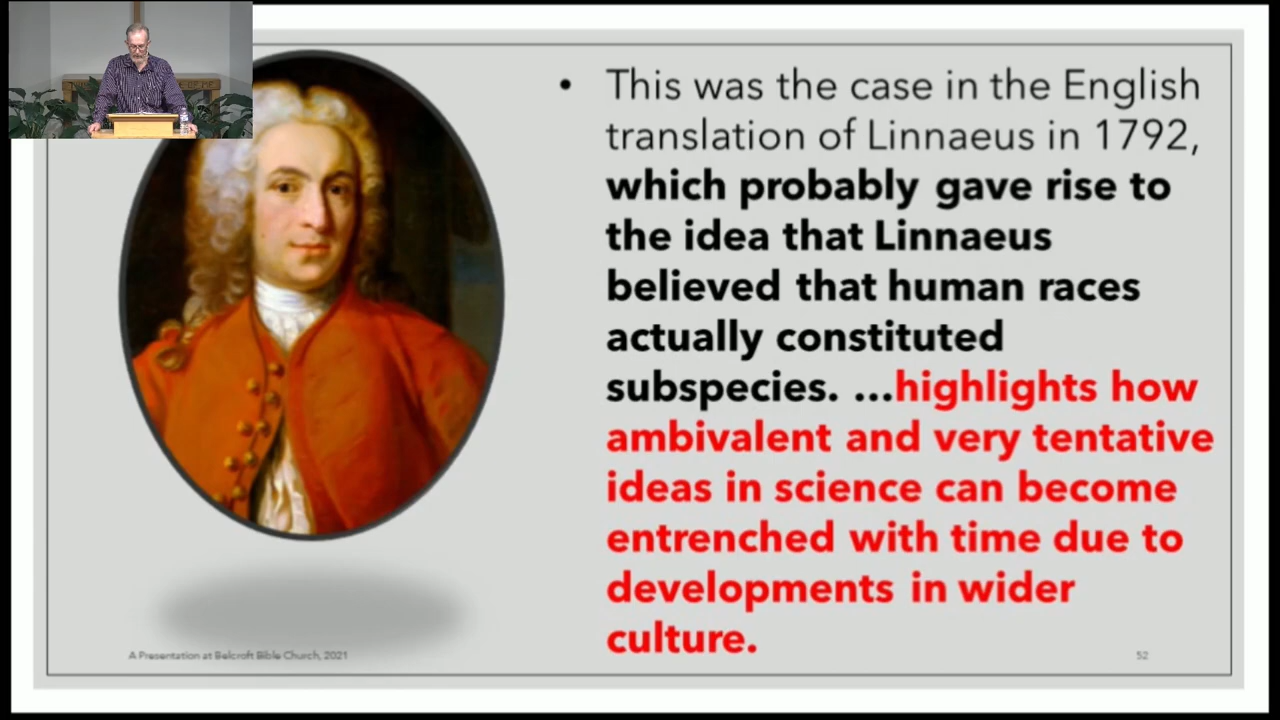 • This was the case in the English
translation of Linnaeus in 1792,
which probably gave rise to
the idea that Linnaeus
believed that human races
actually constituted
subspecies. ...highlights how
ambivalent and very tentative
ideas in science can become
entrenched with time due to
developments in wider
culture.
A Presentation at Belcroft Bible Church, 2021
52